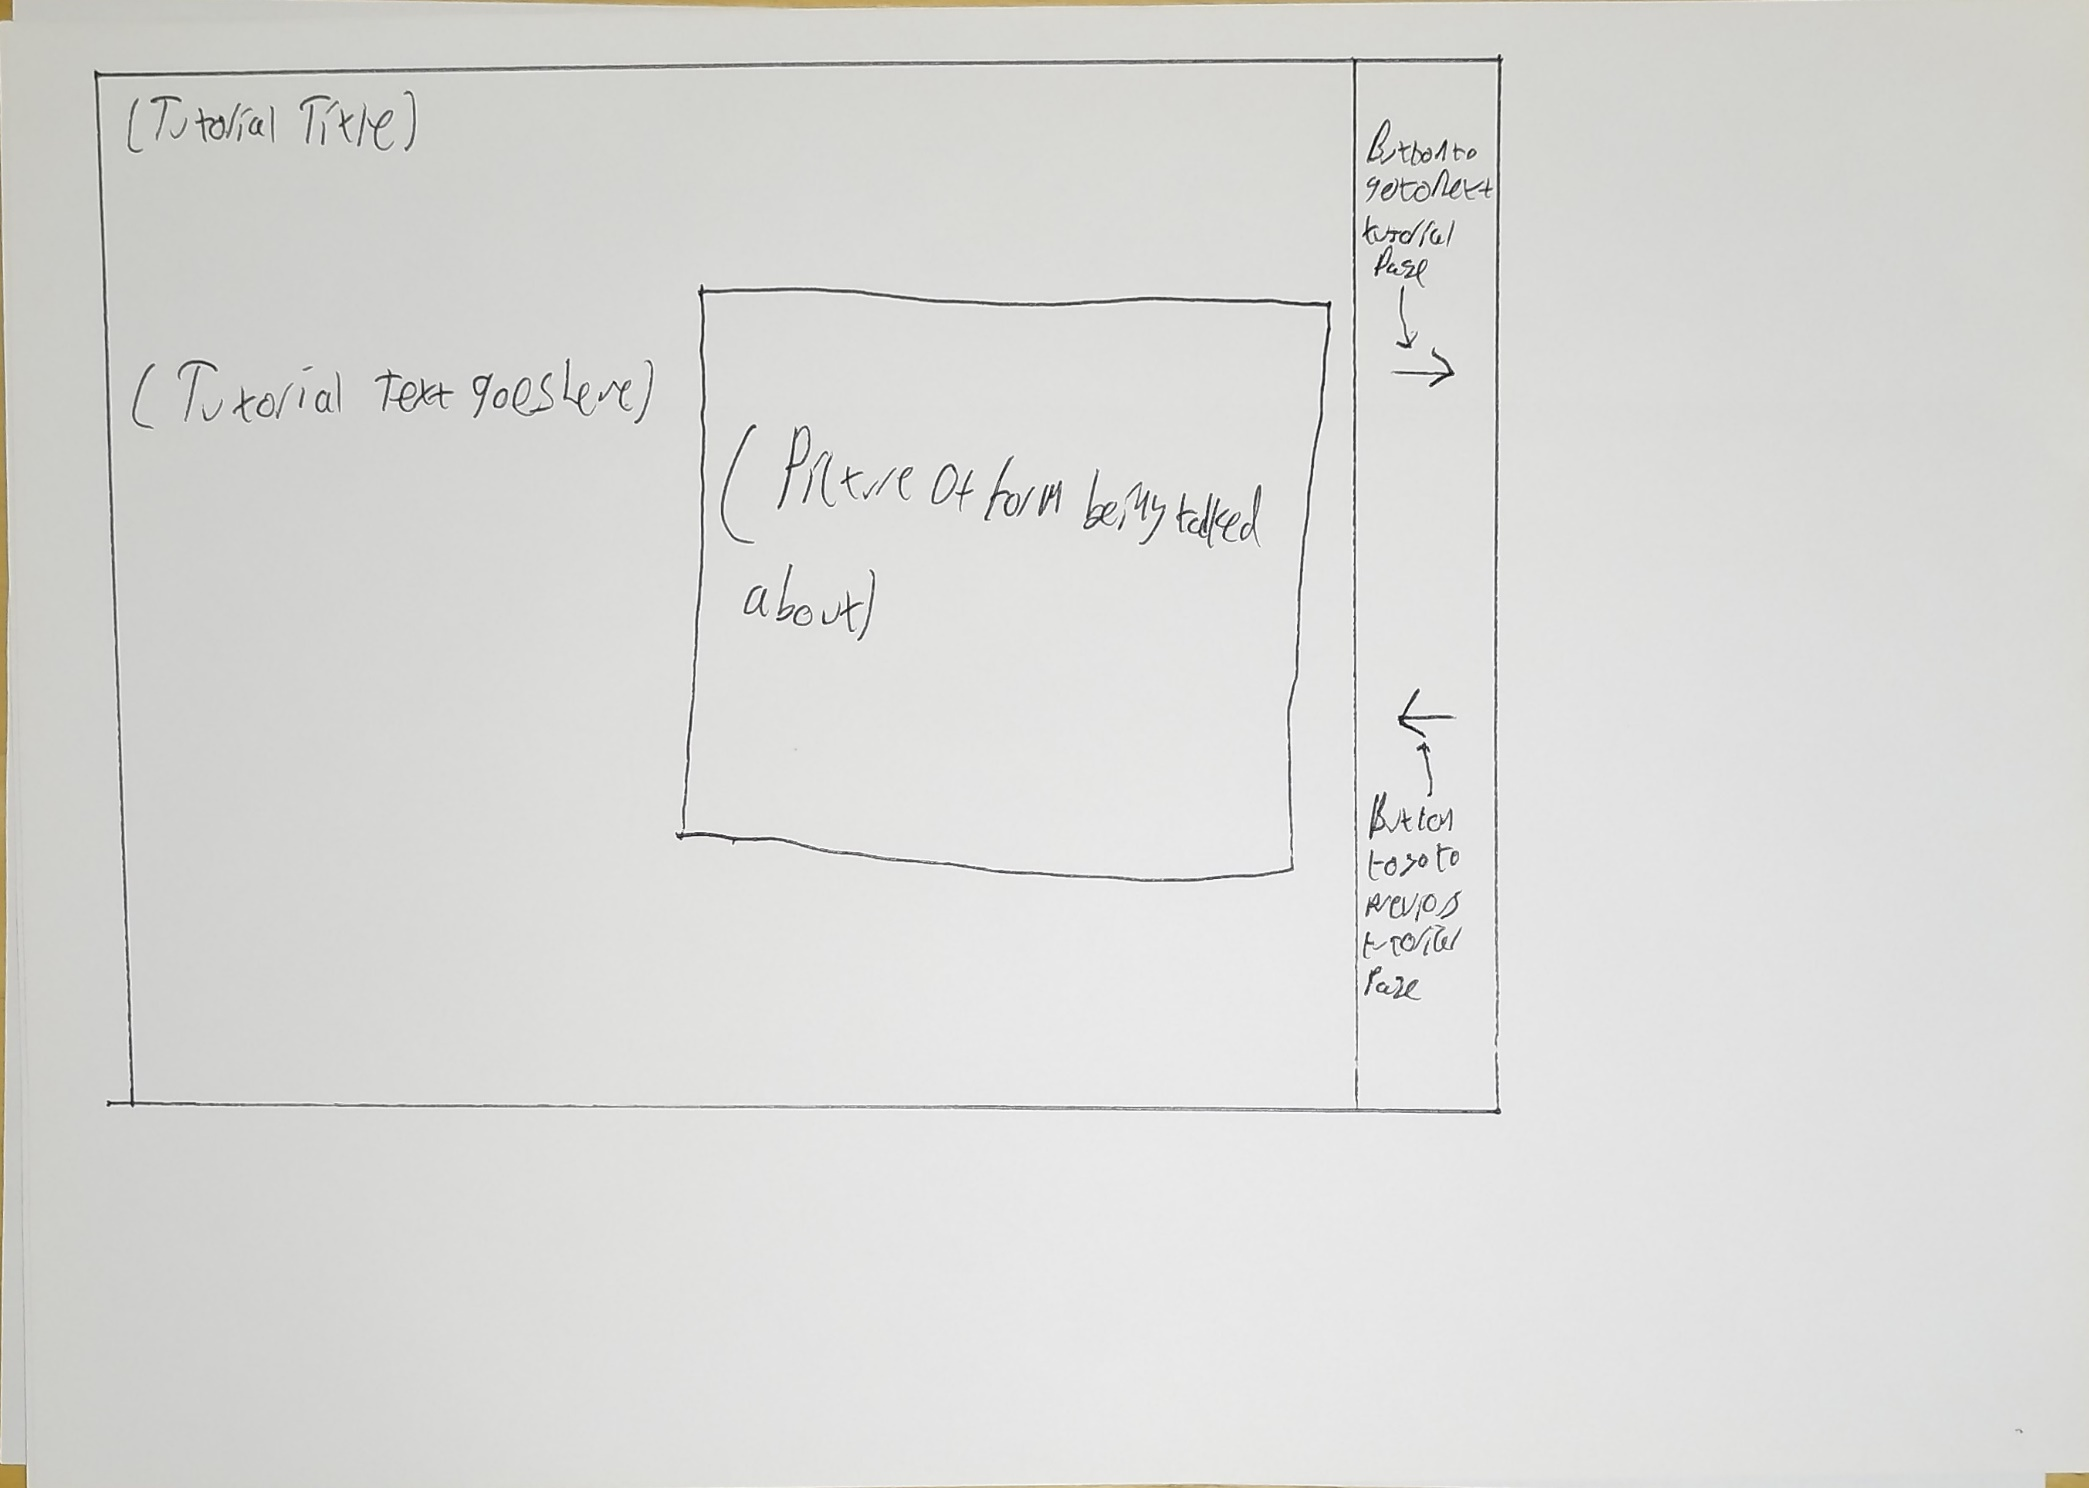 (Tutorial Title)
(Tutorial text goes here)
(Picture of form being talked
about)
Button to
go to next
tutorial
Page
Button
to go to
previos
tutorial
Page